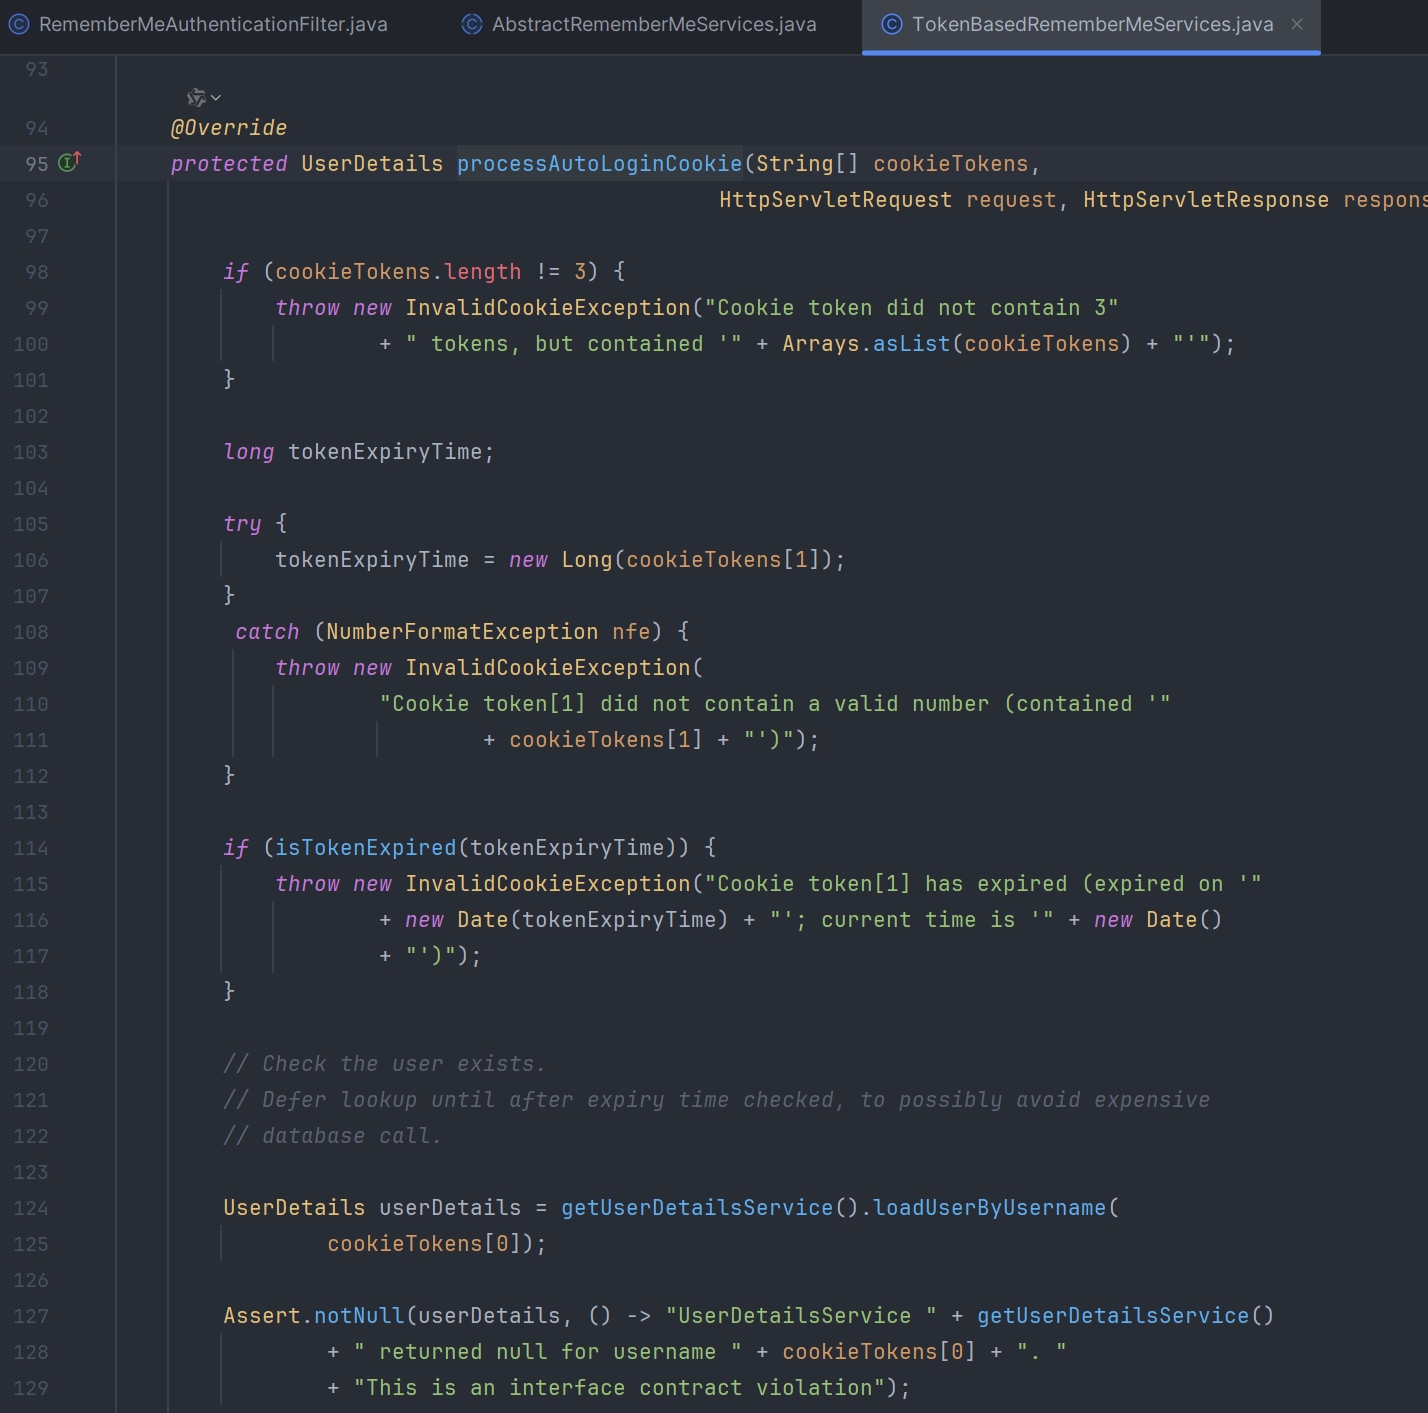 RememberMeAuthenticationFilter.java AbstractRememberMeServices.java TokenBasedRememberMeServices.java
93
94 @Override
95 protected UserDetails processAutoLoginCookie(String[] cookieTokens,
96 HttpServletRequest request, HttpServletResponse respons
97
98 if (cookieTokens.length != 3) {
99 throw new InvalidCookieException("Cookie token did not contain 3"
100 + " tokens, but contained '" + Arrays.asList(cookieTokens) + "'");
101 }
102
103 long tokenExpiryTime;
104
105 try {
106 tokenExpiryTime = new Long(cookieTokens[1]);
107 }
108 catch (NumberFormatException nfe) {
109 throw new InvalidCookieException(
110 "Cookie token[1] did not contain a valid number (contained '"
111 + cookieTokens[1] + "')");
112 }
113
114 if (isTokenExpired(tokenExpiryTime)) {
115 throw new InvalidCookieException("Cookie token[1] has expired (expired on '"
116 + new Date(tokenExpiryTime) + "'; current time is '" + new Date()
117 + "')");
118 }
119
120 // Check the user exists.
121 // Defer lookup until after expiry time checked, to possibly avoid expensive
122 // database call.
123
124 UserDetails userDetails = getUserDetailsService().loadUserByUsername(
125 cookieTokens[0]);
126
127 Assert.notNull(userDetails, () -> "UserDetailsService " + getUserDetailsService()
128 + " returned null for username " + cookieTokens[0] + ". "
129 + "This is an interface contract violation");